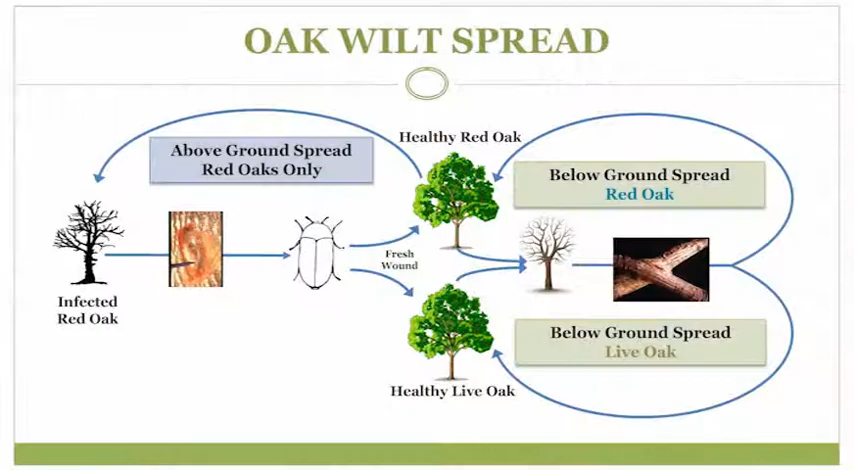 OAK WILT SPREAD
Above Ground Spread
Red Oaks Only
Healthy Red Oak
Below Ground Spread
Red Oak
Fresh
Wound
Infected
Red Oak
Below Ground Spread
Live Oak
Healthy Live Oak